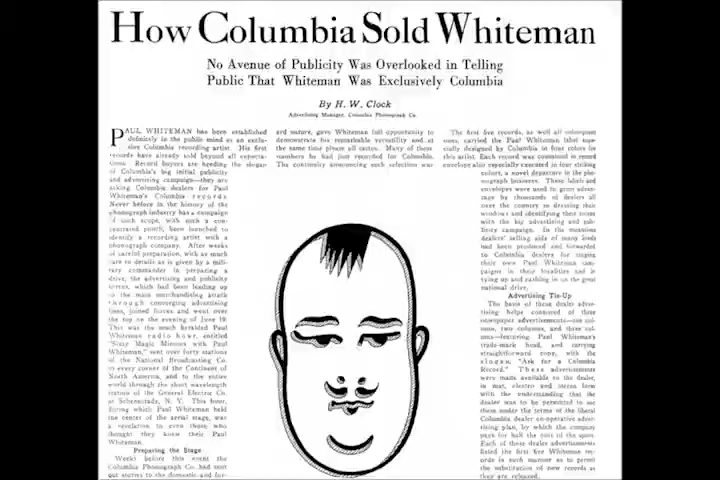 How Columbia Sold Whiteman
No Avenue of Publicity Was Overlooked in Telling
Public That Whiteman Was Exclusively Columbia
By H. W. Clock
Advertising Manager, Columbia Phonograph Co.
PAUL WHITEMAN has been established
definitely in the public mind as an exclu-
sive Columbia recording artist. His first
records have already sold beyond all expecta-
tions. Record buyers are heeding the slogan
of Columbia's big initial publicity
and advertising campaign—they are
asking Columbia dealers for Paul
Whiteman's Columbia records.
Never before in the history of the
phonograph industry has a campaign
of such scope, with such a con-
centrated punch, been launched to
identify a recording artist with a
phonograph company. After weeks
of careful preparation, with as much
care to details as is given by a mili-
tary commander in preparing a
drive, the advertising and publicity
forces, which had been leading up
to the main merchandising attack
through converging advertising
lines, joined forces and went over
the top on the evening of June 19.
This was the much heralded Paul
Whiteman radio hour, entitled
"Sixty Magic Minutes with Paul
Whiteman," sent over forty stations
of the National Broadcasting Co.
to every corner of the Continent of
North America, and to the entire
world through the short wavelength
station of the General Electric Co.
at Schenectady, N. Y. This hour,
during which Paul Whiteman held
the center of the aerial stage, was
a revelation to even those who
thought they knew their Paul
Whiteman.
Preparing the Stage
Weeks before this event the
Columbia Phonograph Co. had sent
out stories to the domestic and for-
ard nature, gave Whiteman full opportunity to
demonstrate his remarkable versatility and at
the same time please all tastes. Many of these
numbers he had just recorded for Columbia.
The continuity announcing each selection was
The first five records, as well all subsequent
ones, carried the Paul Whiteman label espe-
cially designed by Columbia in four colors for
this artist. Each record was contained in record
envelope also especially executed in four striking
colors, a novel departure in the pho-
nograph business. These labels and
envelopes were used to great advan-
tage by thousands of dealers all
over the country in dressing their
windows and identifying their stores
with the big advertising and pub-
licity campaign. In the meantime
dealers' selling aids of many kinds
had been produced and forwarded
to Columbia dealers for staging
their own Paul Whiteman cam-
paigns in their localities and in
tying up and cashing in on the great
national drive.
Advertising Tie-Up
The basis of these dealer adver-
tising helps consisted of three
newspaper advertisements—one col-
umn, two columns, and three col-
umns—featuring Paul Whiteman's
trade-mark head, and carrying
straightforward copy, with the
slogan, "Ask for a Columbia
Record." These advertisements
were made available to the dealer,
in mat, electro and stereo form
with the understanding that the
dealer was to be permitted to use
them under the terms of the liberal
Columbia dealer co-operative adver-
tising plan, by which the company
pays for half the cost of the space.
Each of these dealer advertisements
listed the first five Whiteman rec-
ords in such manner as to permit
the substitution of new records as
they are released.